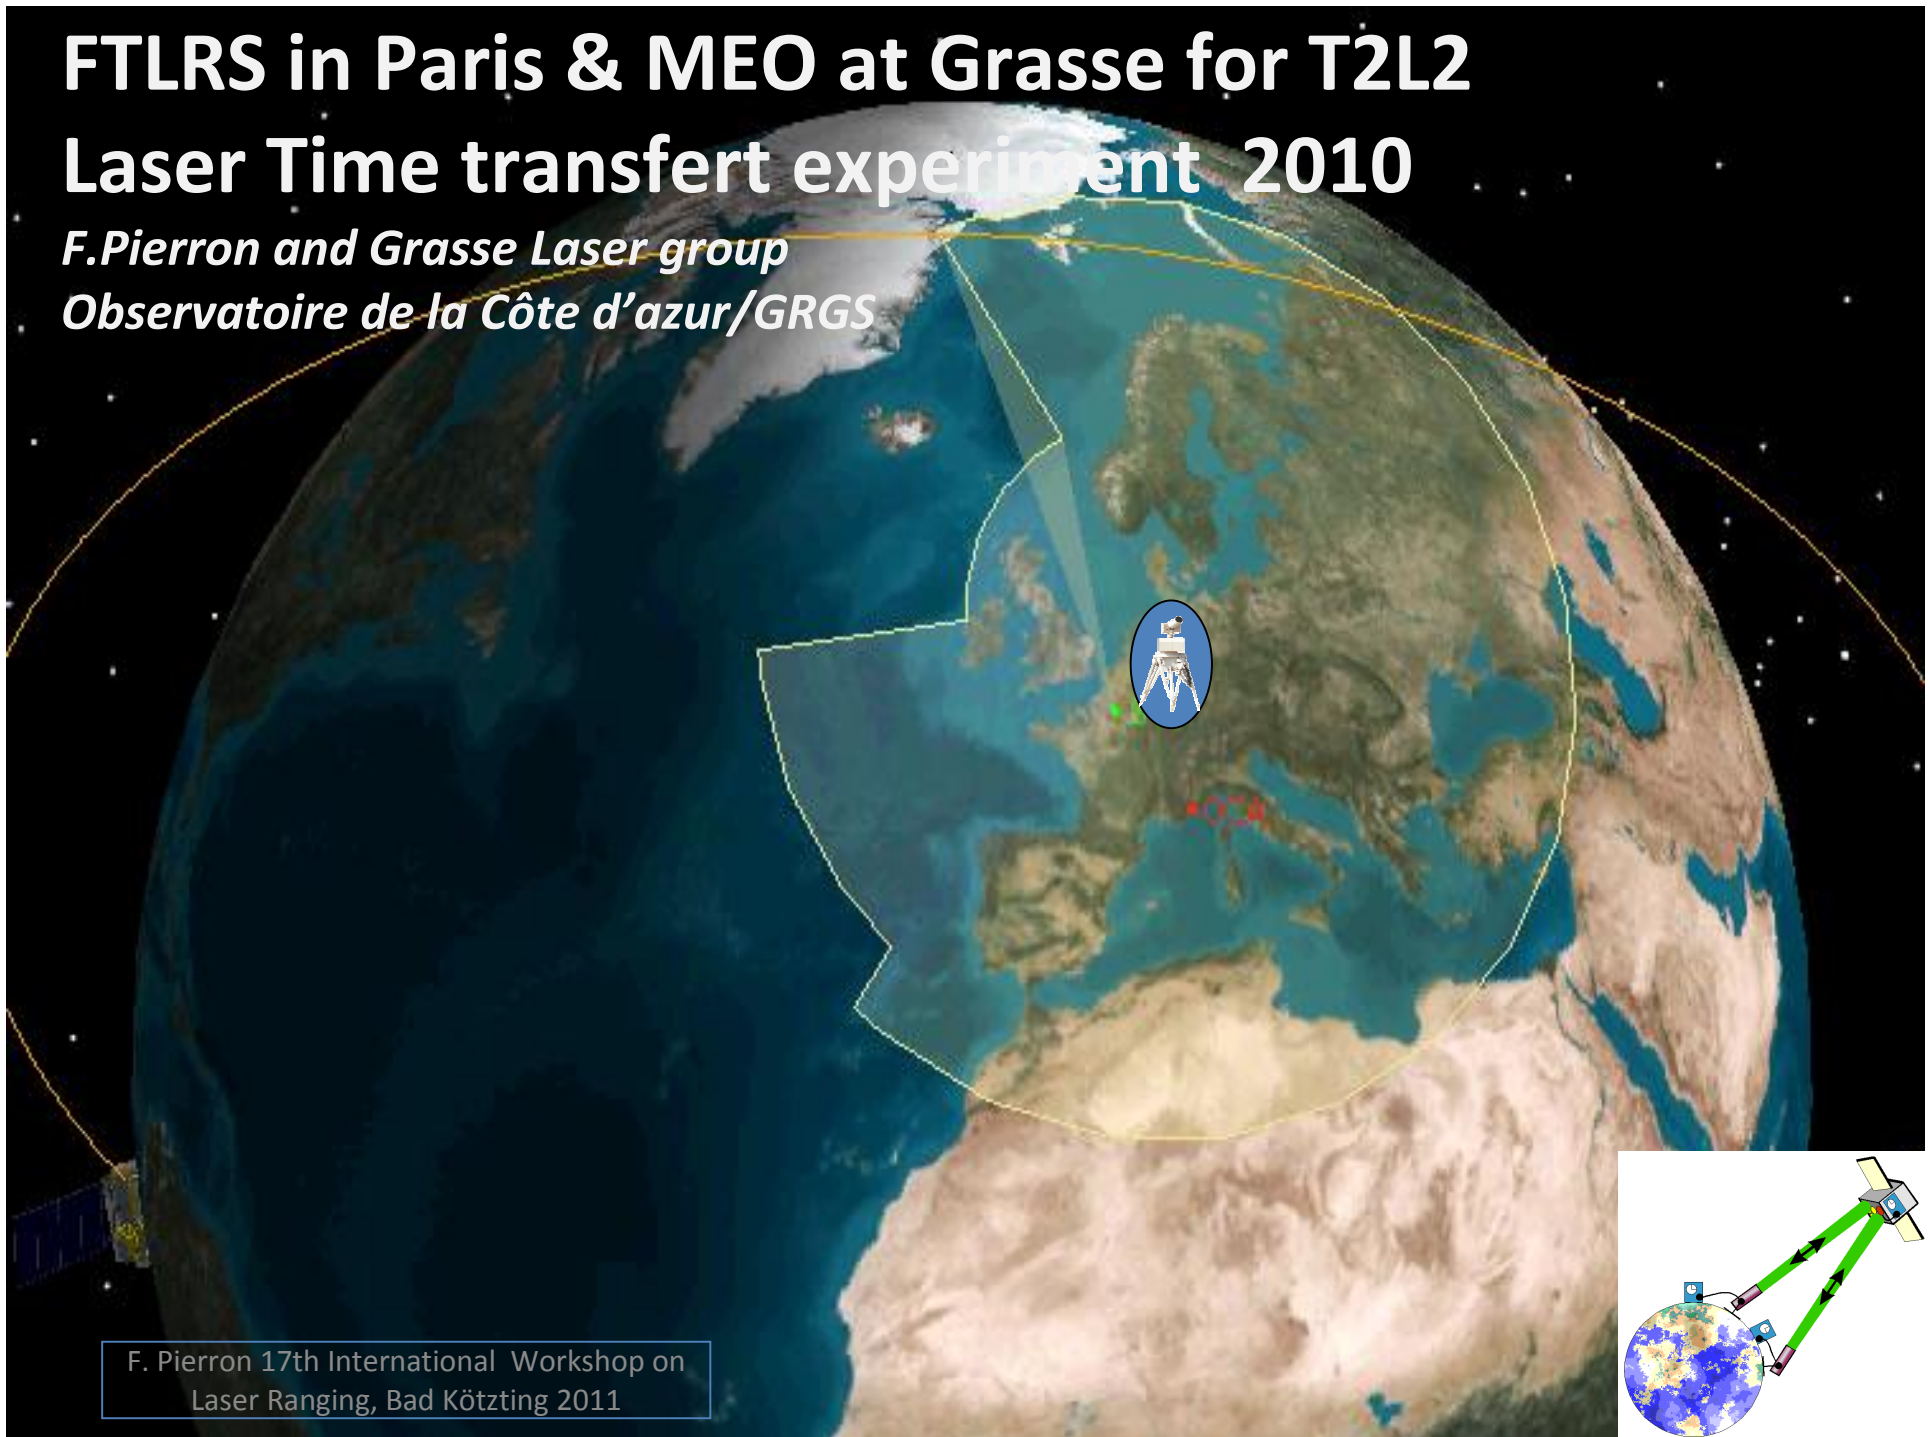 FTLRS in Paris & MEO at Grasse for T2L2
Laser Time transfert experiment 2010
F.Pierron and Grasse Laser group
Observatoire de la Côte d’azur/GRGS
F. Pierron 17th International Workshop on
Laser Ranging, Bad Kötzting 2011